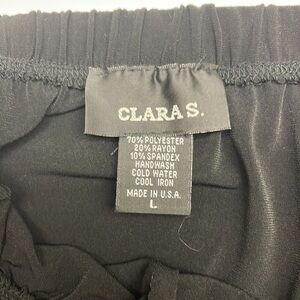 CLARA S.
70% POLYESTER
20% RAYON
10% SPANDEX
HANDWASH
COLD WATER
COOL IRON
MADE IN U.S.A.
L